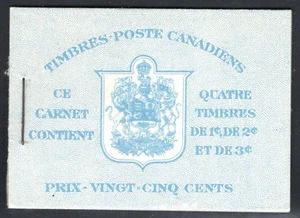 TIMBRES-POSTE CANADIENS
CE
CARNET
CONTIENT
QUATRE
TIMBRES
DE 1¢, DE 2¢
ET DE 3¢
PRIX-VINGT-CINQ CENTS